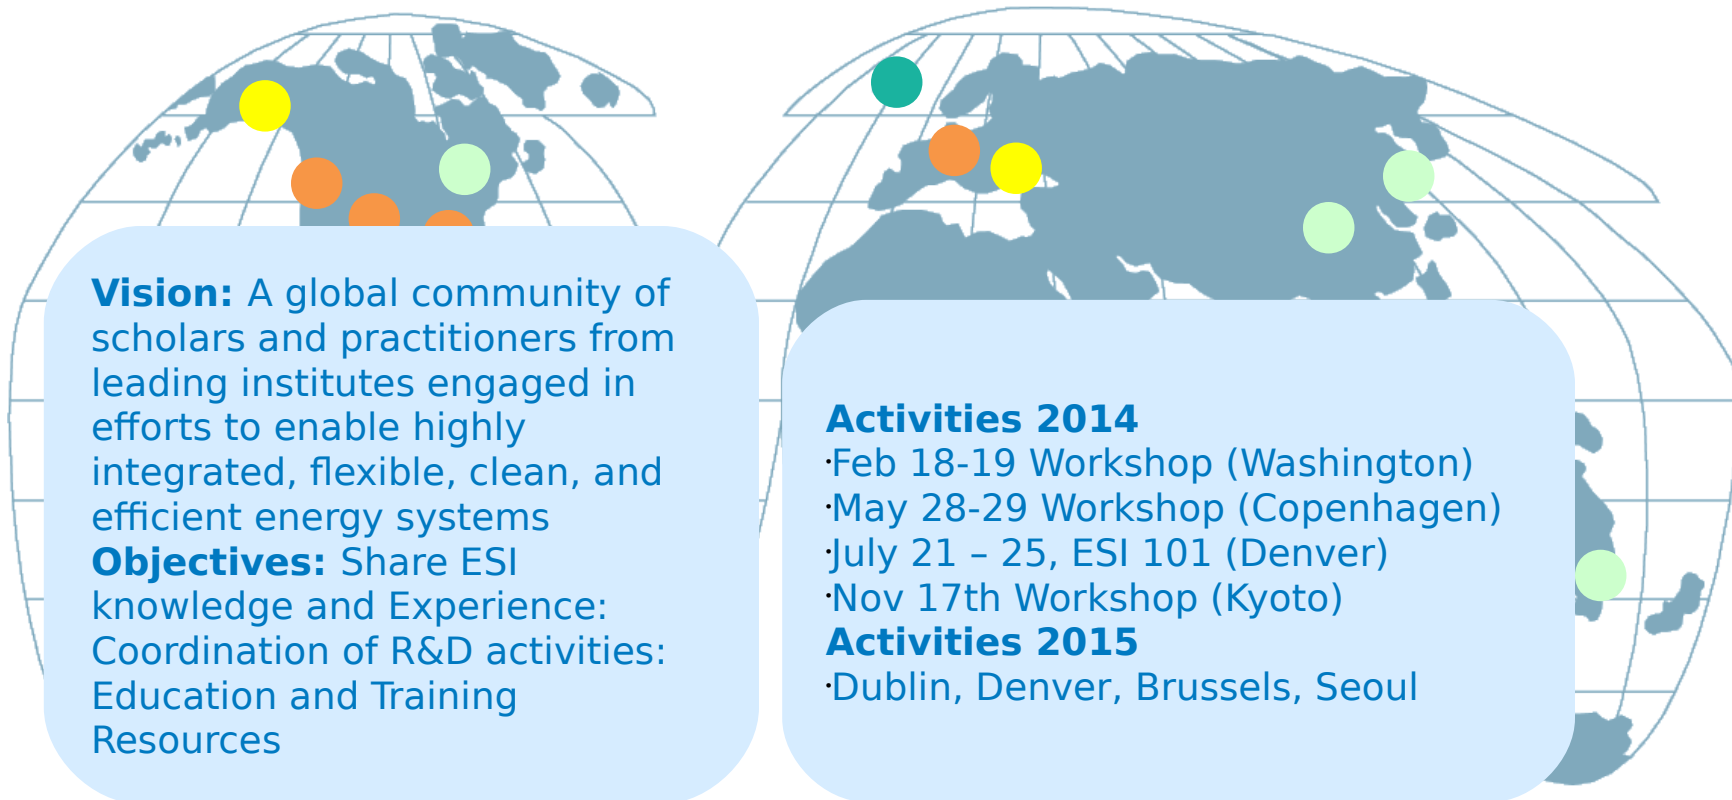 Vision: A global community of
scholars and practitioners from
leading institutes engaged in
efforts to enable highly
integrated, flexible, clean, and
efficient energy systems
Objectives: Share ESI
knowledge and Experience:
Coordination of R&D activities:
Education and Training
Resources
Activities 2014
·Feb 18-19 Workshop (Washington)
·May 28-29 Workshop (Copenhagen)
·July 21 – 25, ESI 101 (Denver)
·Nov 17th Workshop (Kyoto)
Activities 2015
·Dublin, Denver, Brussels, Seoul